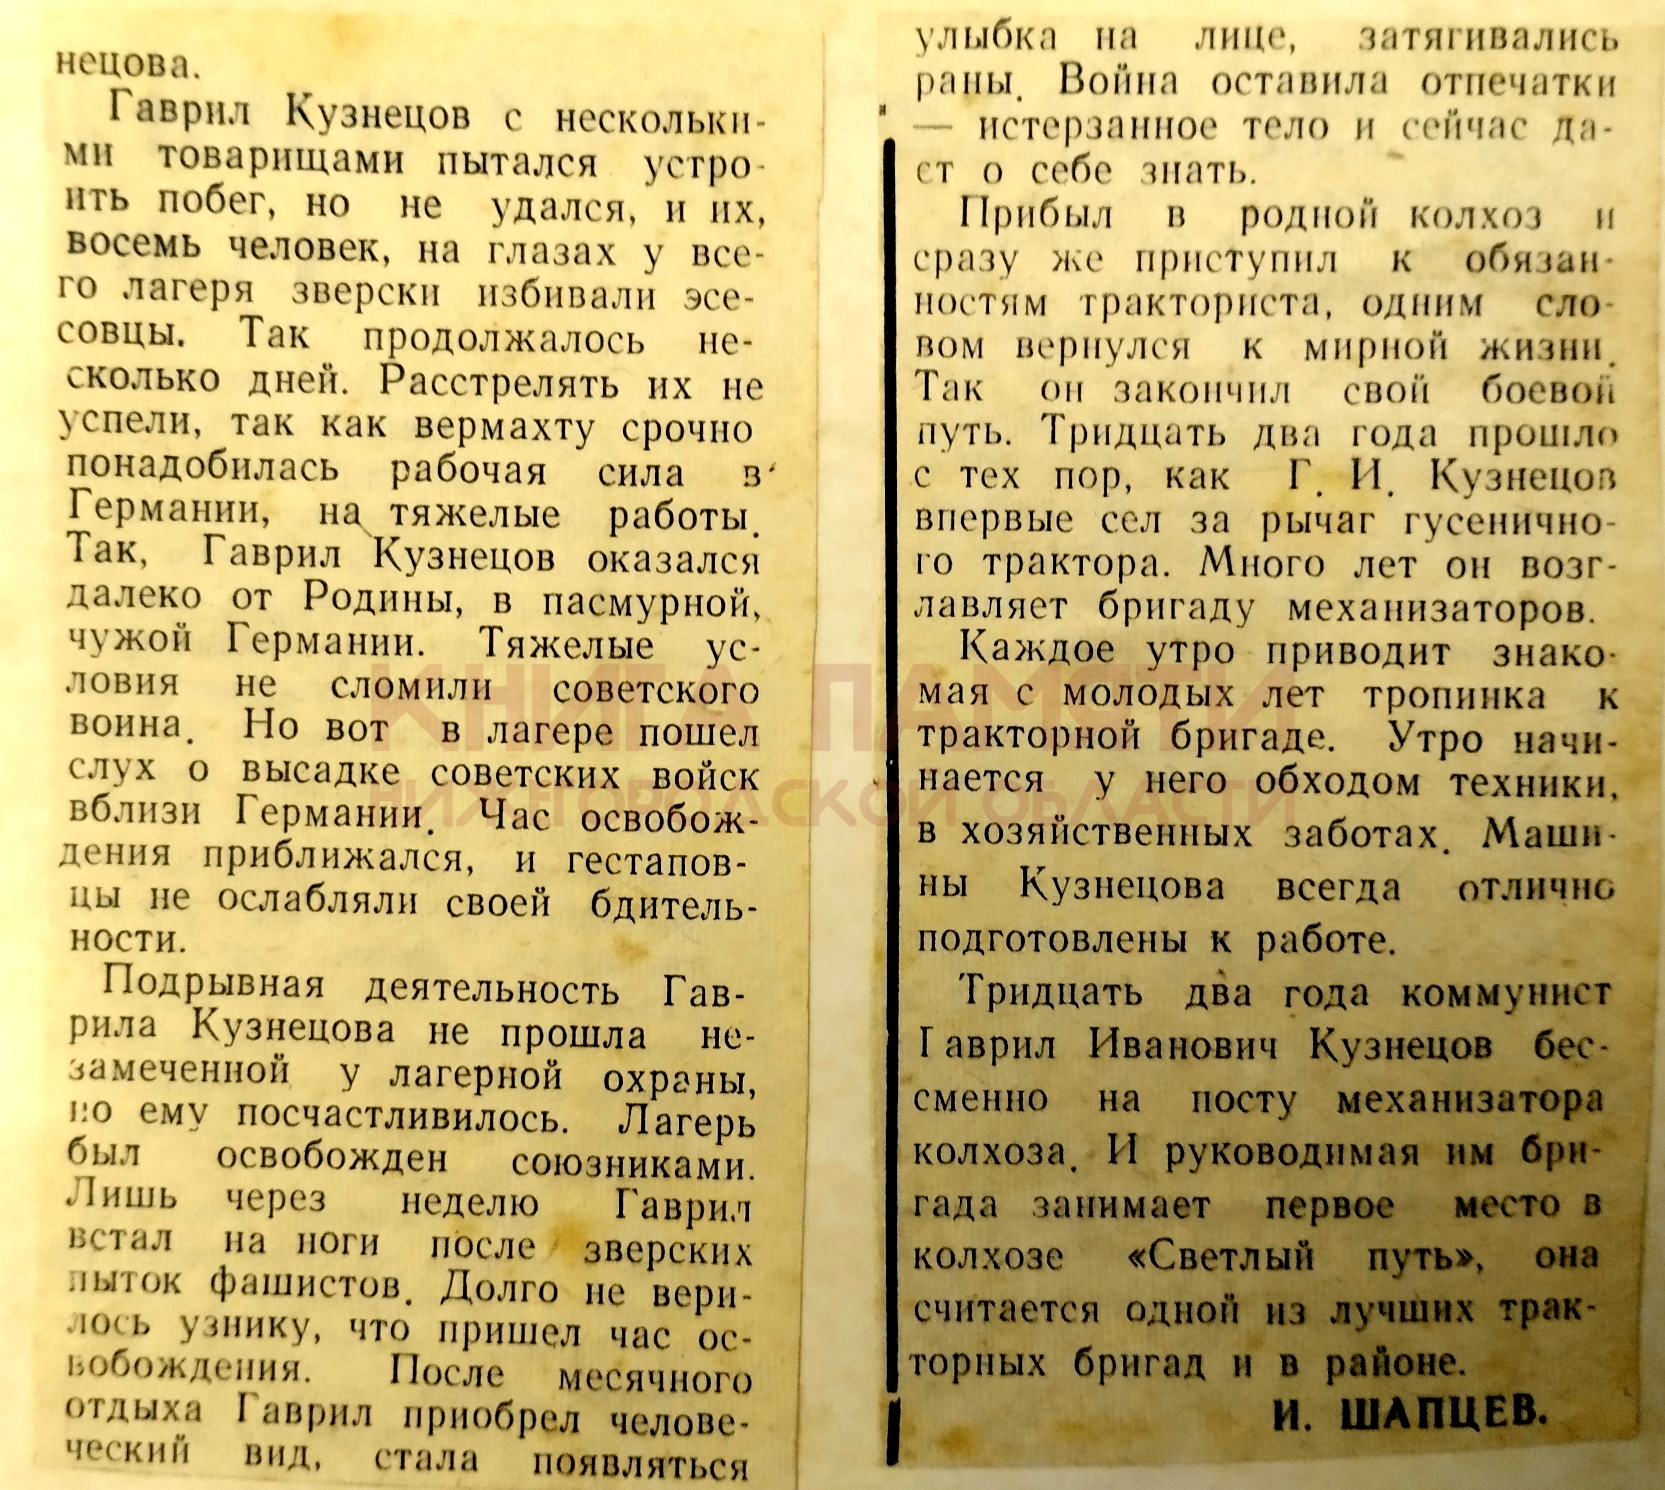 нецова.
Гаврил Кузнецов с нескольки-
ми товарищами пытался устро-
ить побег, но не удался, и их,
восемь человек, на глазах у все-
го лагеря зверски избивали эсе-
совцы. Так продолжалось не-
сколько дней. Расстрелять их не
успели, так как вермахту срочно
понадобилась рабочая сила в
Германии, на тяжелые работы.
Так, Гаврил Кузнецов оказался
далеко от Родины, в пасмурной,
чужой Германии. Тяжелые ус-
ловия не сломили советского
воина. Но вот в лагере пошел
слух о высадке советских войск
вблизи Германии. Час освобож-
дения приближался, и гестапов-
цы не ослабляли своей бдитель-
ности.
Подрывная деятельность Гав-
рила Кузнецова не прошла не-
замеченной у лагерной охраны,
но ему посчастливилось. Лагерь
был освобожден союзниками.
Лишь через неделю Гаврил
встал на ноги после зверских
пыток фашистов. Долго не вери-
лось узнику, что пришел час ос-
вобождения. После месячного
отдыха Гаврил приобрел челове-
ческий вид, стала появляться
улыбка на лице, затягивались
раны. Война оставила отпечатки
— истерзанное тело и сейчас да-
ет о себе знать.
Прибыл в родной колхоз и
сразу же приступил к обязан-
ностям тракториста, одним сло-
вом вернулся к мирной жизни.
Так он закончил свой боевой
путь. Тридцать два года прошло
с тех пор, как Г. И. Кузнецов
впервые сел за рычаг гусенично-
го трактора. Много лет он возг-
лавляет бригаду механизаторов.
Каждое утро приводит знако-
мая с молодых лет тропинка к
тракторной бригаде. Утро начи-
нается у него обходом техники,
в хозяйственных заботах. Маши-
ны Кузнецова всегда отлично
подготовлены к работе.
Тридцать два года коммунист
Гаврил Иванович Кузнецов бес-
сменно на посту механизатора
колхоза. И руководимая им бри-
гада занимает первое место в
колхозе «Светлый путь», она
считается одной из лучших трак-
торных бригад и в районе.
И. ШАПЦЕВ.
КНИГА ПАМЯТИ
НИЖЕГОРОДСКОЙ ОБЛАСТИ